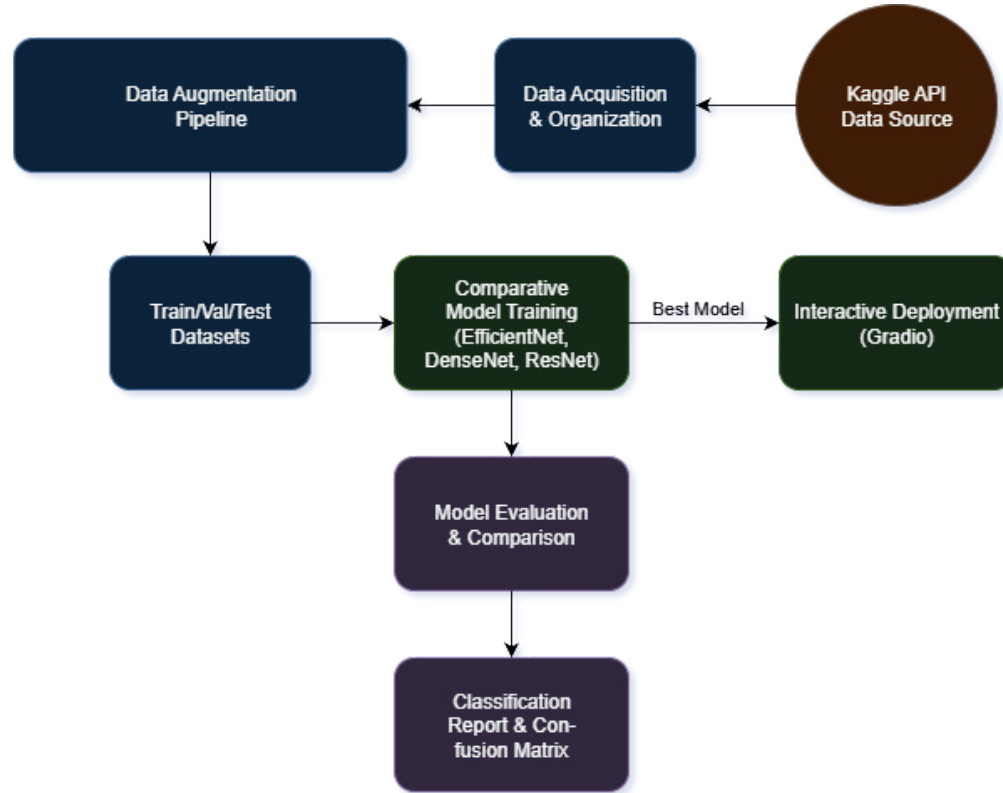 Data Augmentation
Pipeline
Data Acquisition
& Organization
Kaggle API
Data Source
Train/Val/Test
Datasets
Comparative
Model Training
(EfficientNet,
DenseNet, ResNet)
Best Model
Interactive Deployment
(Gradio)
Model Evaluation
& Comparison
Classification
Report & Con-
fusion Matrix